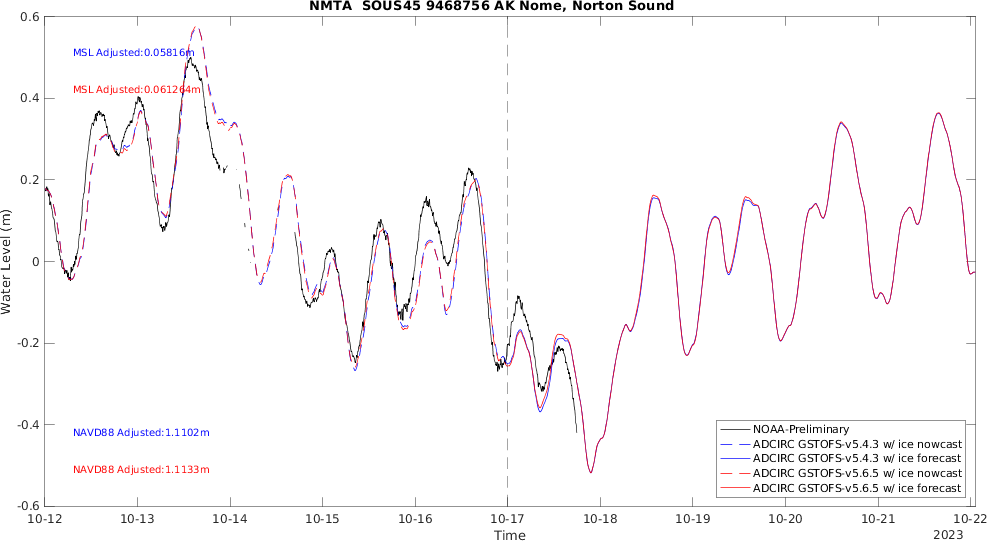 NMTA SOUS45 9468756 AK Nome, Norton Sound
0.6
MSL Adjusted:0.05816m
MSL Adjusted:0.061264m
0.4
0.2
0
-0.2
-0.4
-0.6
Water Level (m)
NAVD88 Adjusted:1.1102m
NAVD88 Adjusted:1.1133m
NOAA-Preliminary
ADCIRC GSTOFS-v5.4.3 w/ ice nowcast
ADCIRC GSTOFS-v5.4.3 w/ ice forecast
ADCIRC GSTOFS-v5.6.5 w/ ice nowcast
ADCIRC GSTOFS-v5.6.5 w/ ice forecast
10-12 10-13 10-14 10-15 10-16 10-17 10-18 10-19 10-20 10-21 10-22
Time
2023